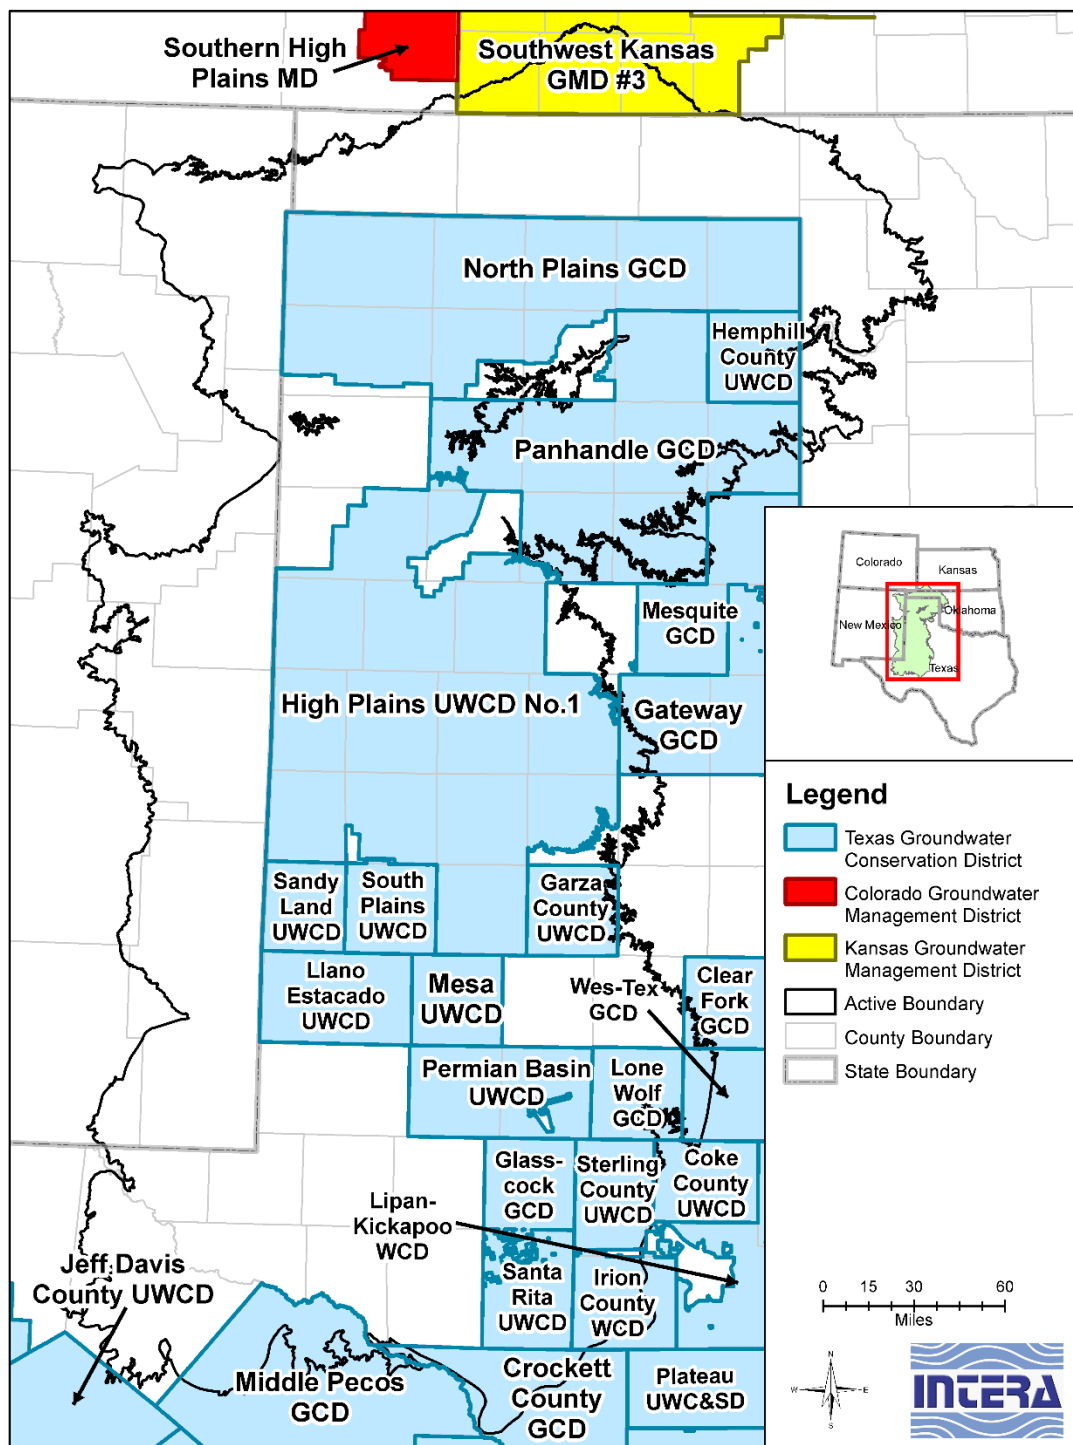 Southern High
Plains MD
Southwest Kansas
GMD #3
North Plains GCD
Hemphill
County
UWCD
Panhandle GCD
Mesquite
GCD
High Plains UWCD No.1
Gateway
GCD
Sandy
Land
UWCD
South
Plains
UWCD
Garza
County
UWCD
Llano
Estacado
UWCD
Mesa
UWCD
Wes-Tex
GCD
Clear
Fork
GCD
Permian Basin
UWCD
Lone
Wolf
GCD
Glass-
cock
GCD
Sterling
County
UWCD
Coke
County
UWCD
Lipan-
Kickapoo
WCD
Jeff Davis
County UWCD
Santa
Rita
UWCD
Irion
County
WCD
Middle Pecos
GCD
Crockett
County
GCD
Plateau
UWC&SD
Colorado
Kansas
New Mexico
Oklahoma
Texas
Legend
Texas Groundwater
Conservation District
Colorado Groundwater
Management District
Kansas Groundwater
Management District
Active Boundary
County Boundary
State Boundary
0 15 30 60
Miles
N
W E
S
INTERA